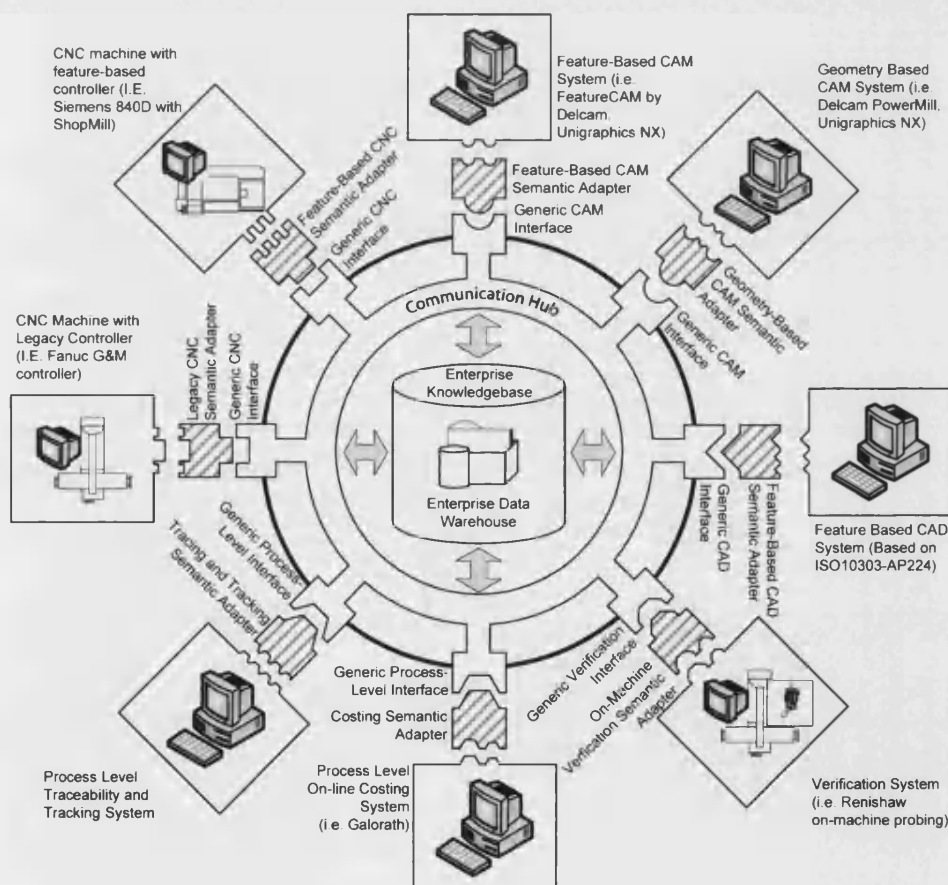 CNC machine with
feature-based
controller (I.E.
Siemens 840D with
ShopMill)
Feature-Based CAM
System (i.e.
FeatureCAM by
Delcam,
Unigraphics NX)
Geometry Based
CAM System (i.e.
Delcam PowerMill,
Unigraphics NX)
Feature-Based CNC
Semantic Adapter
Generic CNC
Interface
Feature-Based CAM
Semantic Adapter
Generic CAM
Interface
Geometry-Based
CAM Semantic
Adapter
Generic CAM
Interface
Communication Hub
CNC Machine with
Legacy Controller
(I.E. Fanuc G&M
controller)
Legacy CNC
Semantic Adapter
Generic CNC
Interface
Enterprise
Knowledgebase
Enterprise Data
Warehouse
Generic CAD
Interface
Feature-Based CAD
Semantic Adapter
Feature Based CAD
System (Based on
ISO10303-AP224)
Generic Process-
Level Interface
Tracing and Tracking
Semantic Adapter
Generic Process-
Level Interface
Costing Semantic
Adapter
Generic Verification
Interface
On-Machine
Verfication Semantic
Adapter
Process Level
Traceability and
Tracking System
Process Level
On-line Costing
System
(i.e. Galorath)
Verification System
(i.e. Renishaw
on-machine probing)